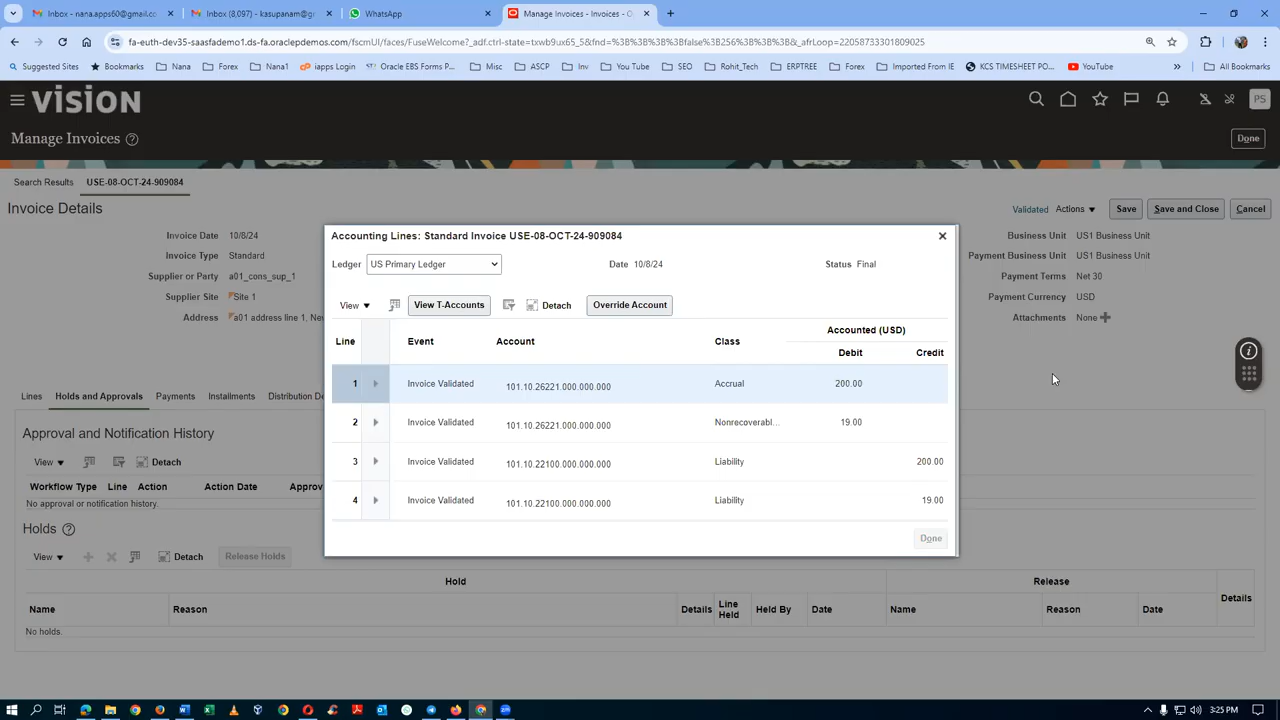 Inbox - nana.apps60@gmail.co
Inbox (8,097) - kasupanam@g
WhatsApp
Manage Invoices - Invoices - O
fa-euth-dev35-saasfademo1.ds-fa.oraclepdemos.com/fscmUI/faces/FuseWelcome?_adf.ctrl-state=txwb9ux65_5&fnd=%3B%3B%3B%3Bfalse%3B256%3B%3B%3B&_afrLoop=22058733301809025
Suggested Sites Bookmarks Nana Forex Nana1 iapps Login Oracle EBS Forms P... Misc ASCP Inv You Tube SEO Rohit_Tech ERPTREE Forex Imported From IE KCS TIMESHEET PO... YouTube All Bookmarks
VISION
PS
Manage Invoices
Done
Search Results USE-08-OCT-24-909084
Invoice Details
Validated Actions Save Save and Close Cancel
Invoice Date 10/8/24
Invoice Type Standard
Supplier or Party a01_cons_sup_1
Supplier Site Site 1
Address a01 address line 1, Nev
Business Unit US1 Business Unit
Payment Business Unit US1 Business Unit
Payment Terms Net 30
Payment Currency USD
Attachments None
Accounting Lines: Standard Invoice USE-08-OCT-24-909084
Ledger US Primary Ledger Date 10/8/24 Status Final
View View T-Accounts Detach Override Account
Accounted (USD)
Line Event Account Class Debit Credit
1 Invoice Validated 101.10.26221.000.000.000 Accrual 200.00
2 Invoice Validated 101.10.26221.000.000.000 Nonrecoverabl... 19.00
3 Invoice Validated 101.10.22100.000.000.000 Liability 200.00
4 Invoice Validated 101.10.22100.000.000.000 Liability 19.00
Done
Lines Holds and Approvals Payments Installments Distribution De
Approval and Notification History
View Detach
Workflow Type Line Action Action Date Approv
No approval or notification history.
Holds
View Detach Release Holds
Hold Release
Name Reason Details Line Held Held By Date Name Reason Date Details
No holds.
3:25 PM